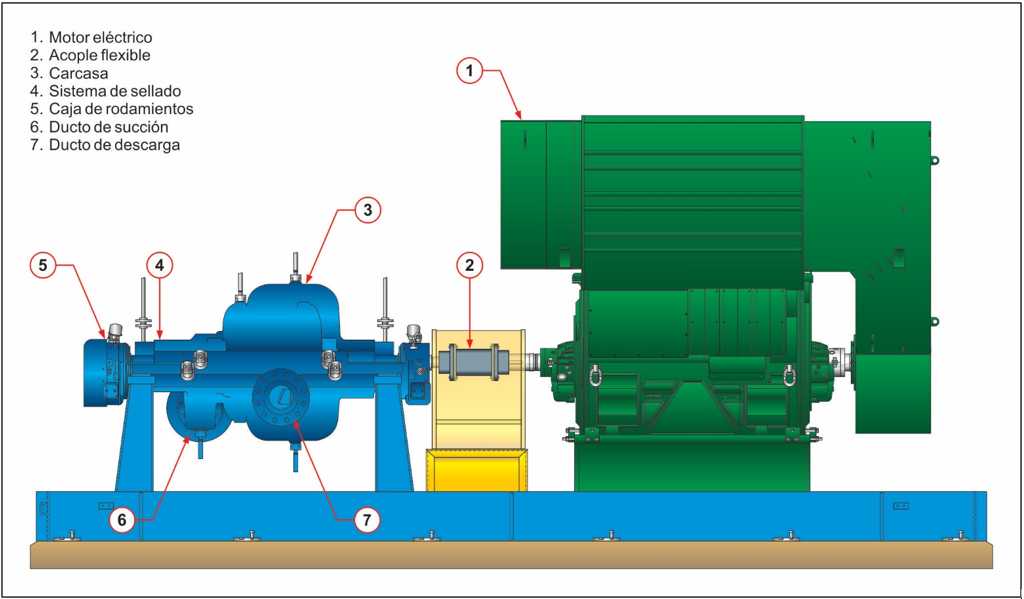 1. Motor eléctrico
2. Acople flexible
3. Carcasa
4. Sistema de sellado
5. Caja de rodamientos
6. Ducto de succión
7. Ducto de descarga
1
3
5
4
2
6
7